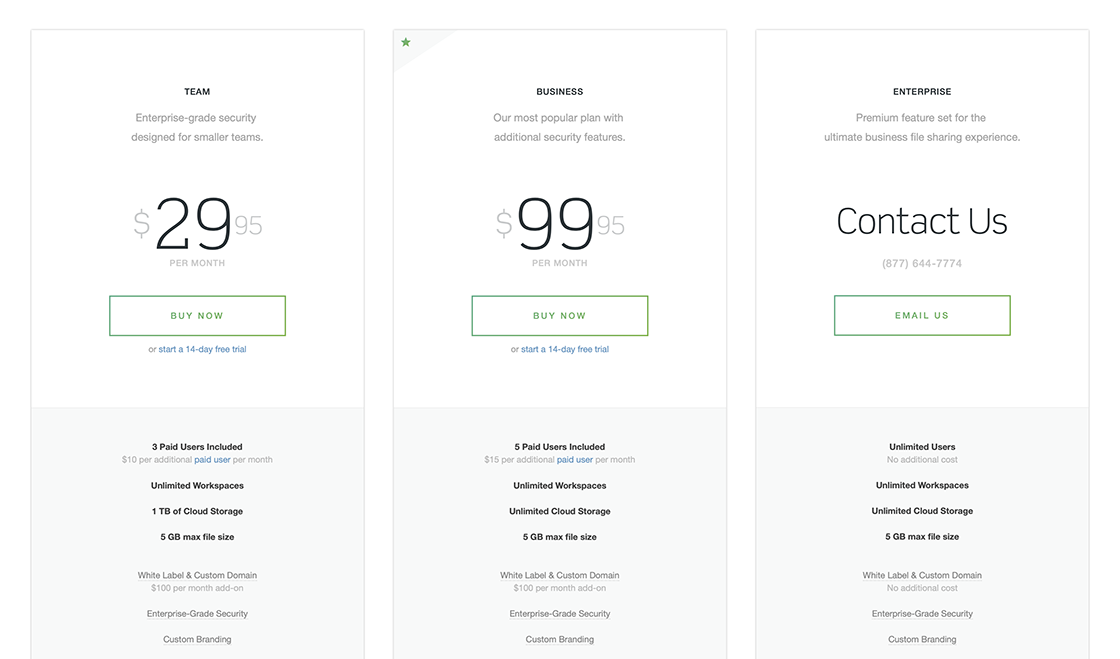 TEAM
Enterprise-grade security
designed for smaller teams.
$2995
PER MONTH
BUY NOW
or start a 14-day free trial
3 Paid Users Included
$10 per additional paid user per month
Unlimited Workspaces
1 TB of Cloud Storage
5 GB max file size
White Label & Custom Domain
$100 per month add-on
Enterprise-Grade Security
Custom Branding
BUSINESS
Our most popular plan with
additional security features.
$9995
PER MONTH
BUY NOW
or start a 14-day free trial
5 Paid Users Included
$15 per additional paid user per month
Unlimited Workspaces
Unlimited Cloud Storage
5 GB max file size
White Label & Custom Domain
$100 per month add-on
Enterprise-Grade Security
Custom Branding
ENTERPRISE
Premium feature set for the
ultimate business file sharing experience.
Contact Us
(877) 644-7774
EMAIL US
Unlimited Users
No additional cost
Unlimited Workspaces
Unlimited Cloud Storage
5 GB max file size
White Label & Custom Domain
No additional cost
Enterprise-Grade Security
Custom Branding